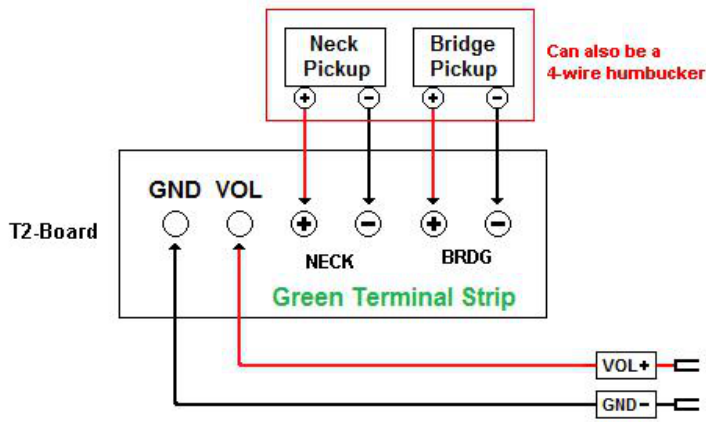 Neck
Pickup
Bridge
Pickup
Can also be a
4-wire humbucker
+ - + -
T2-Board
GND VOL
+ - + -
NECK BRDG
Green Terminal Strip
VOL+
GND-